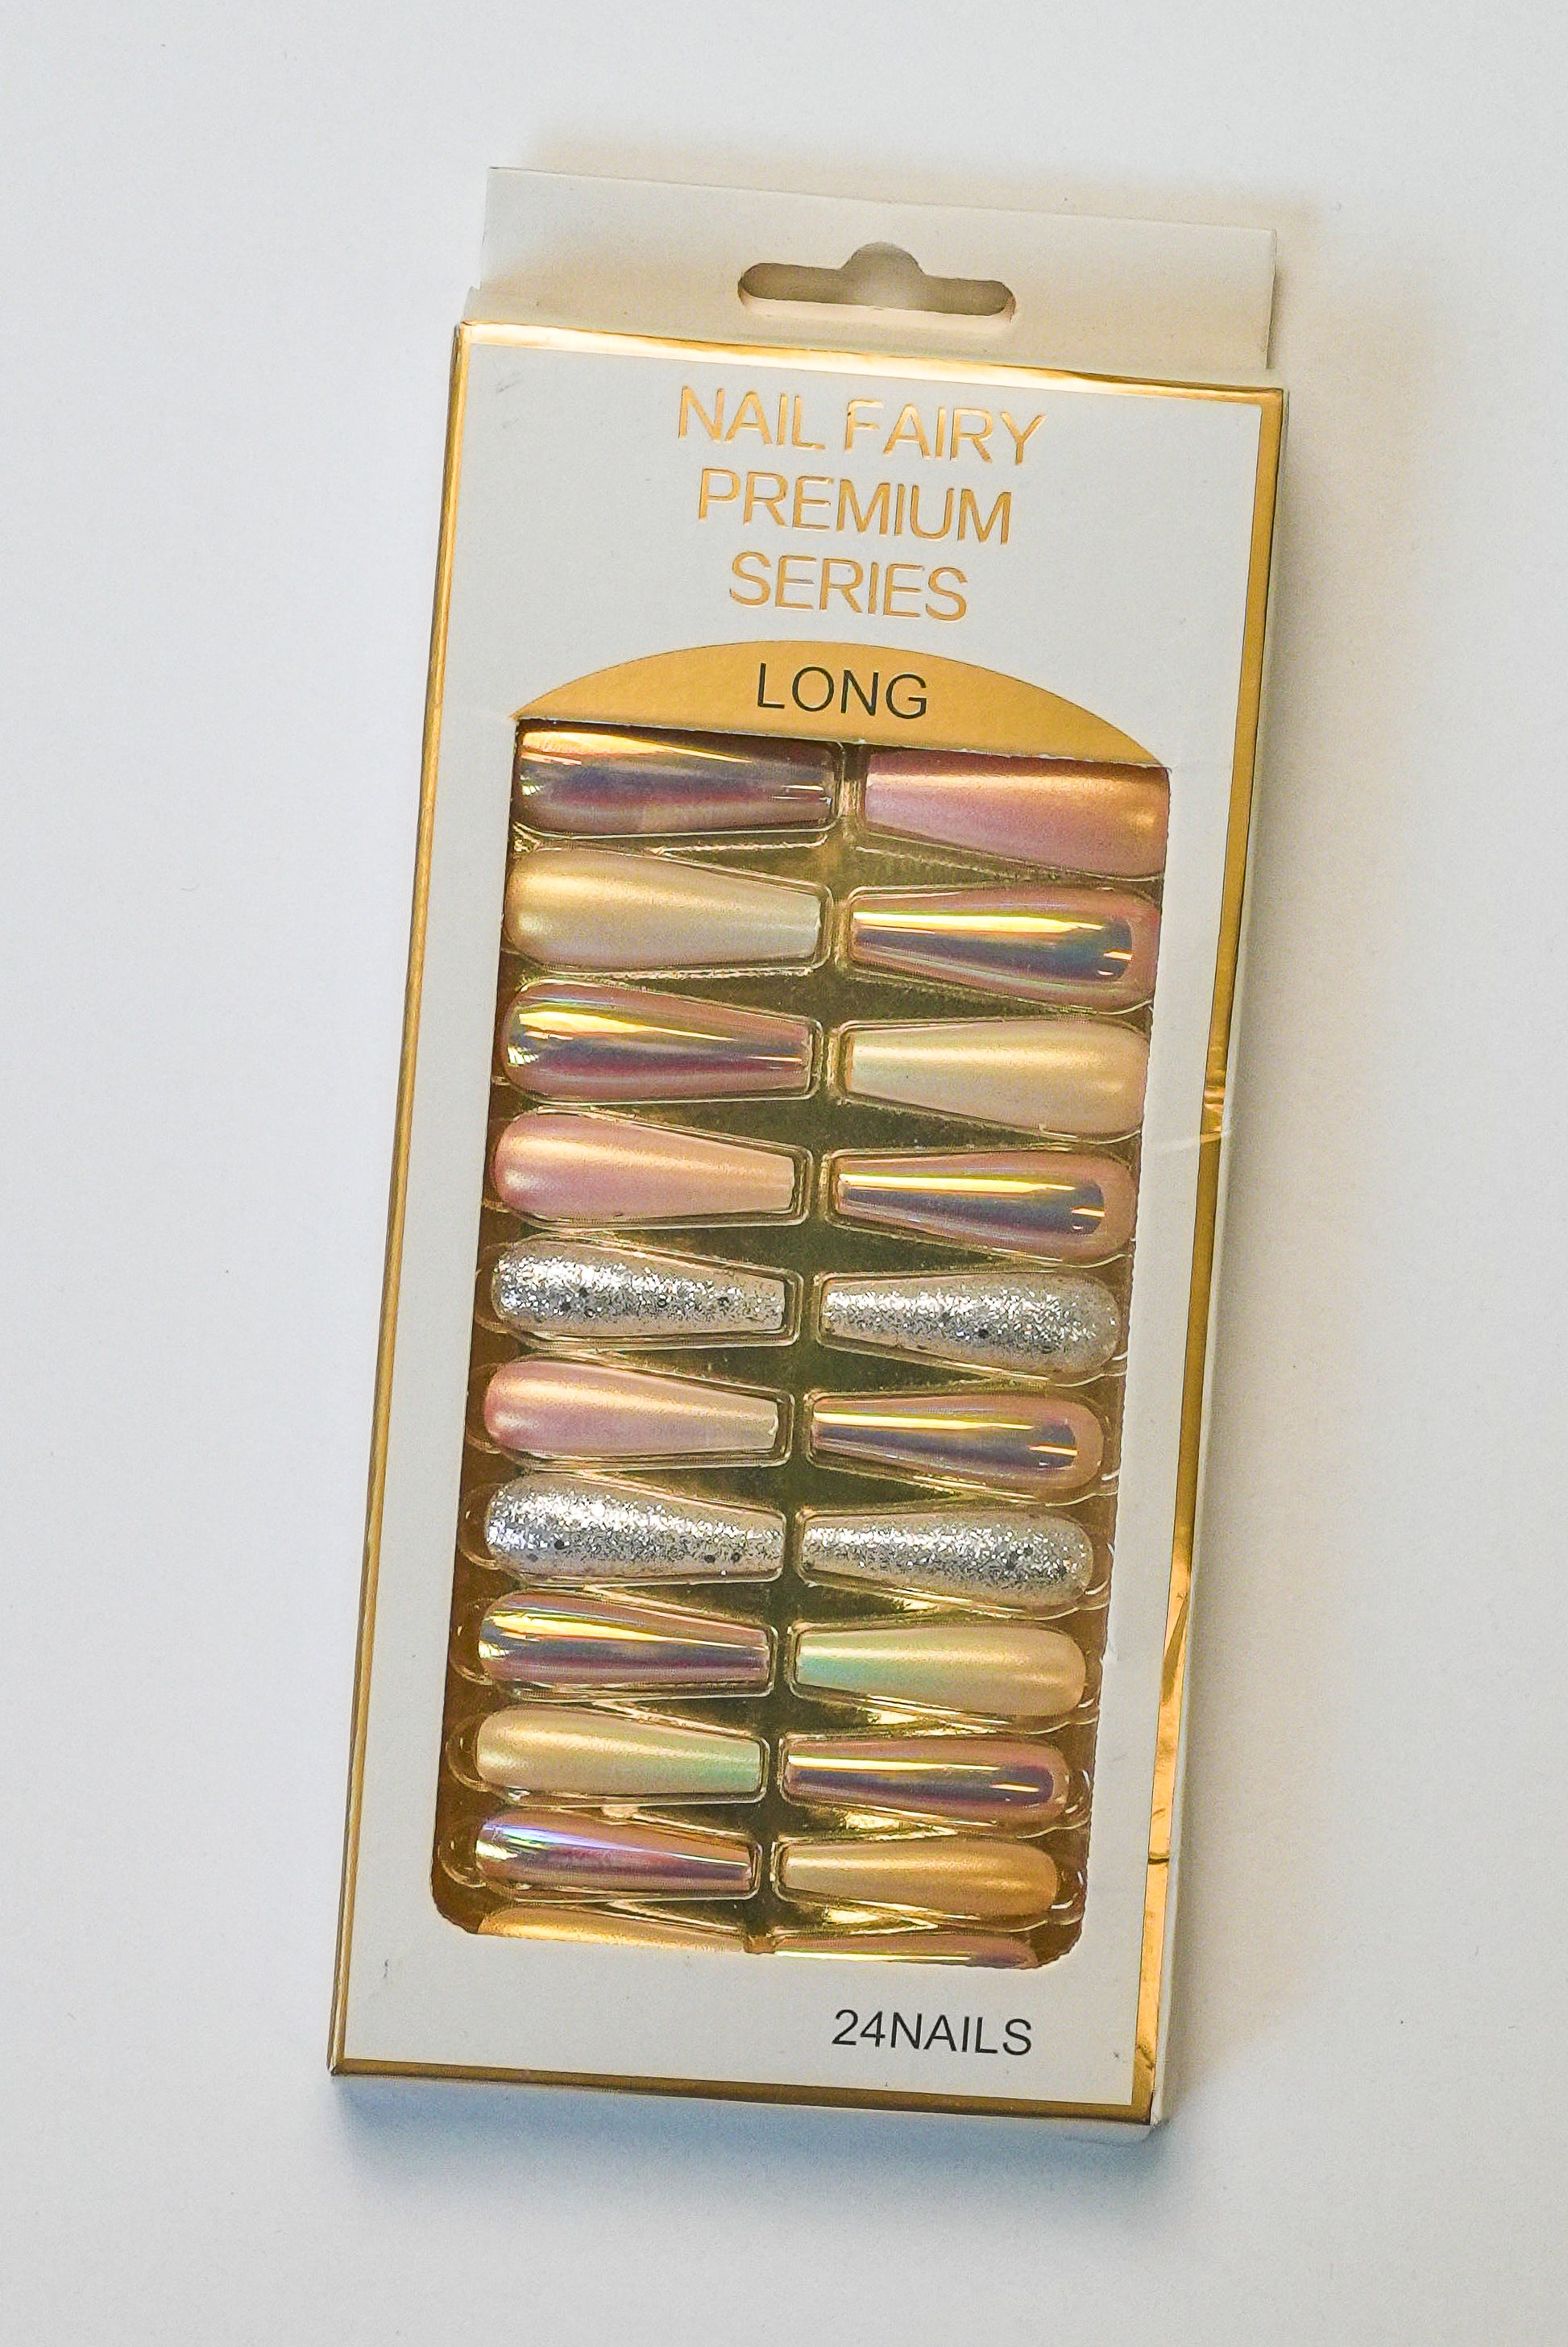 NAIL FAIRY
PREMIUM
SERIES
LONG
24NAILS